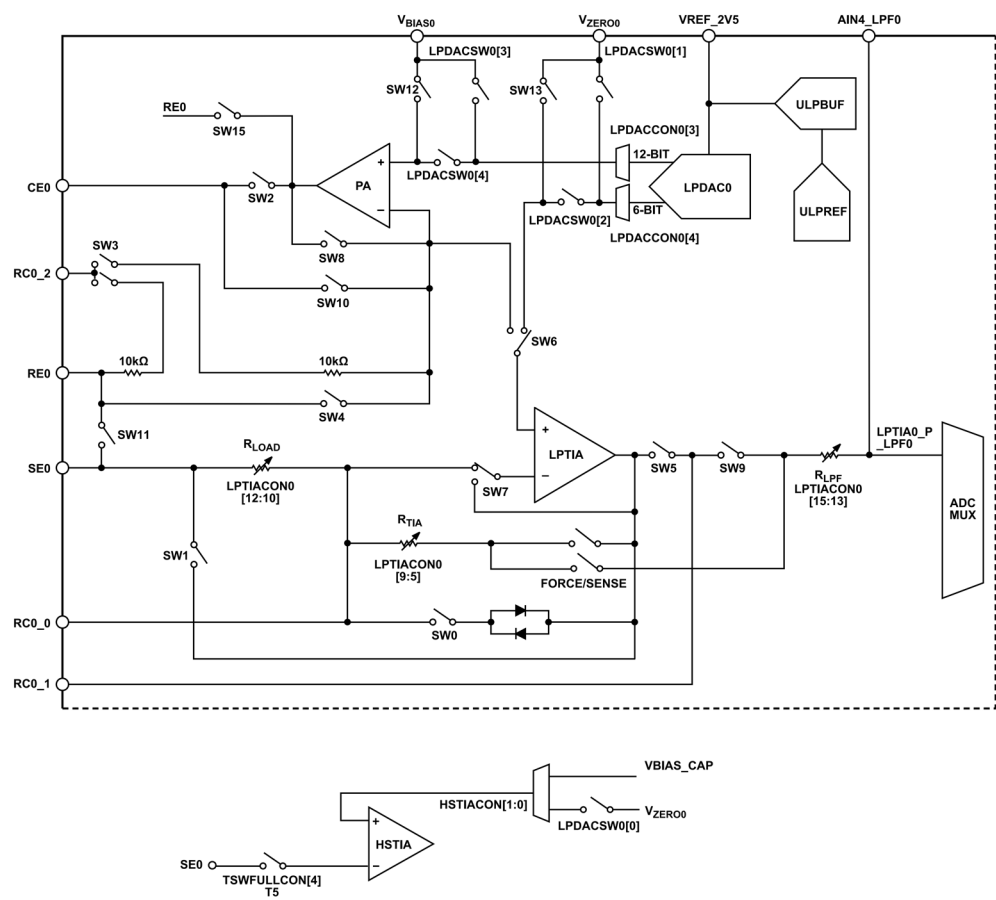 VBIAS0
VZERO0
VREF_2V5
AIN4_LPF0
LPDACSW0[3]
LPDACSW0[1]
SW12
SW13
ULPBUF
RE0
SW15
LPDACCON0[3]
12-BIT
PA
+
−
LPDACSW0[4]
LPDAC0
CE0
SW2
LPDACSW0[2]
6-BIT
ULPREF
LPDACCON0[4]
SW3
SW8
RC0_2
SW10
SW6
10kΩ
10kΩ
RE0
SW4
SW11
RLOAD
+
LPTIA
−
LPTIA0_P
_LPF0
SE0
SW5
SW9
LPTIACON0
[12:10]
SW7
RLPF
LPTIACON0
[15:13]
ADC
MUX
RTIA
SW1
LPTIACON0
[9:5]
FORCE/SENSE
RC0_0
SW0
RC0_1
VBIAS_CAP
HSTIACON[1:0]
VZERO0
LPDACSW0[0]
+
HSTIA
−
SE0
TSWFULLCON[4]
T5